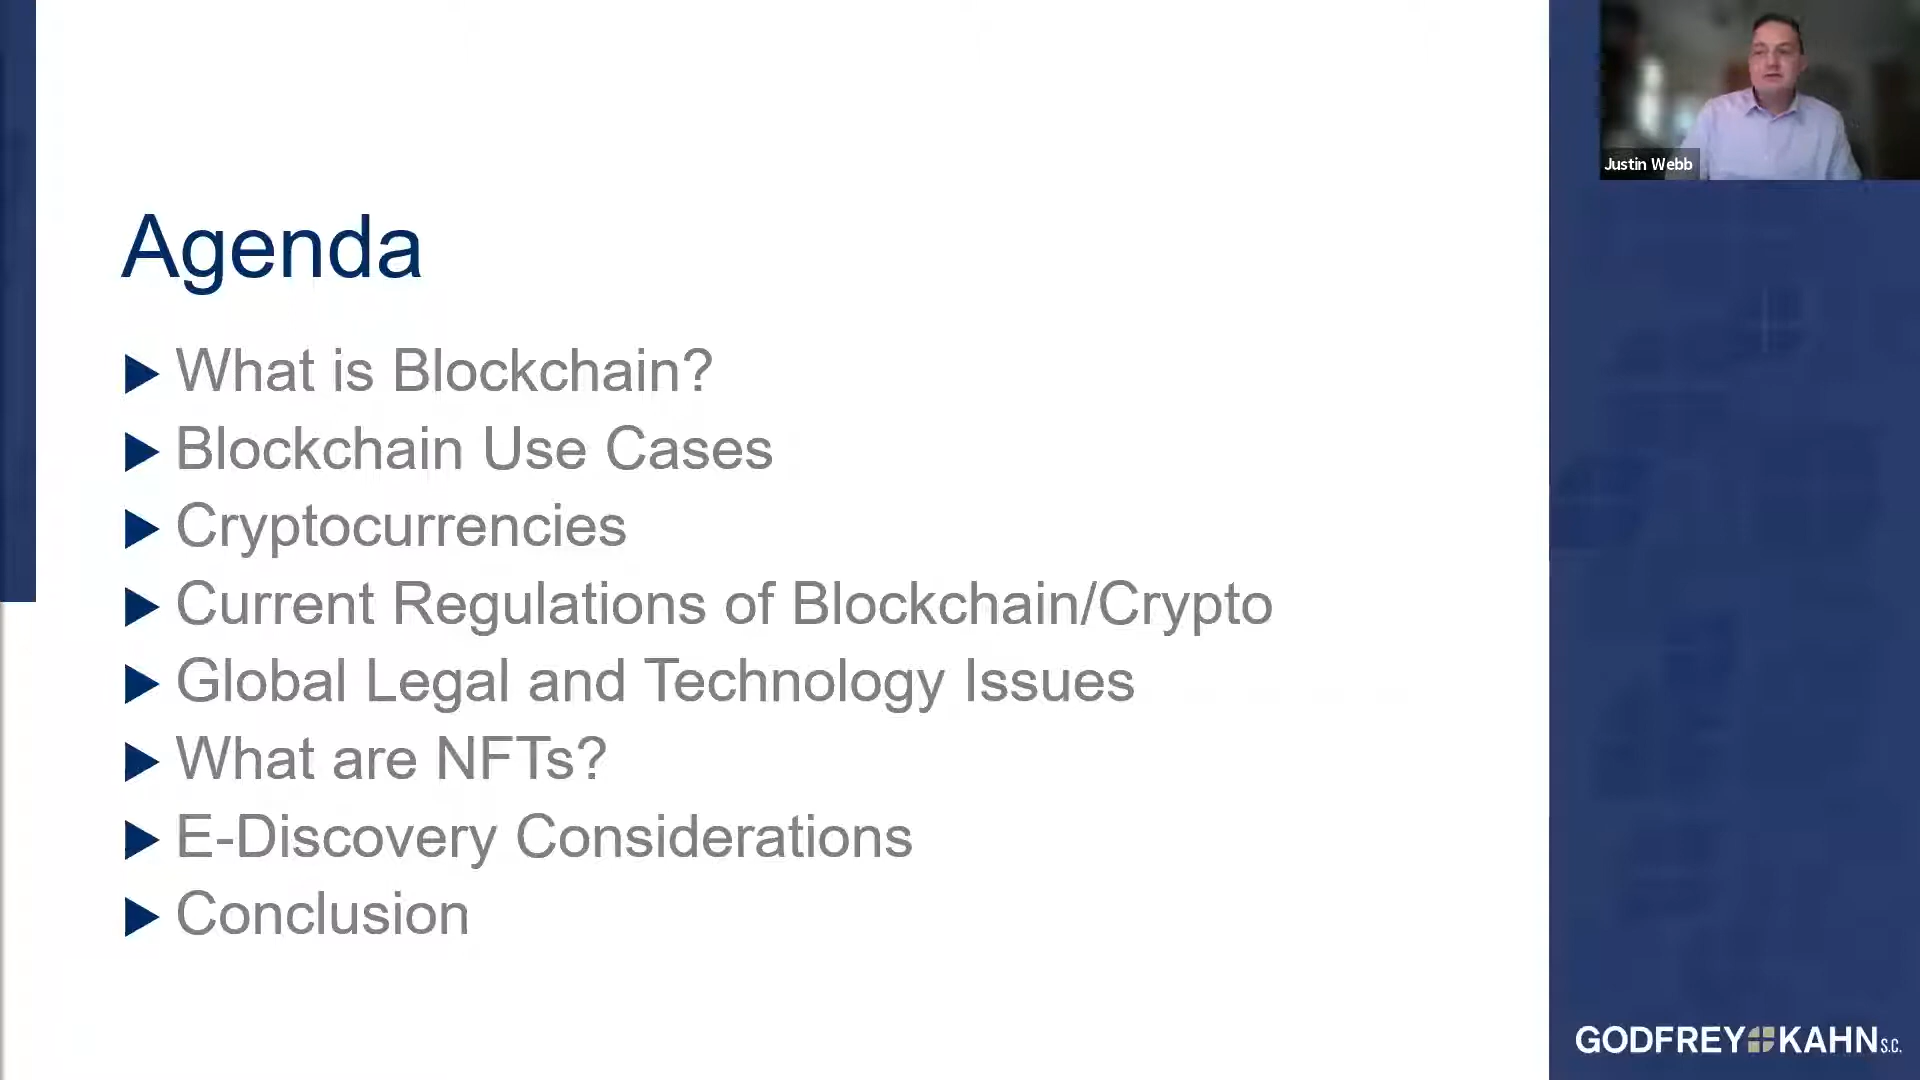 Justin Webb
Agenda
What is Blockchain?
Blockchain Use Cases
Cryptocurrencies
Current Regulations of Blockchain/Crypto
Global Legal and Technology Issues
What are NFTs?
E-Discovery Considerations
Conclusion
GODFREY KAHN S.C.